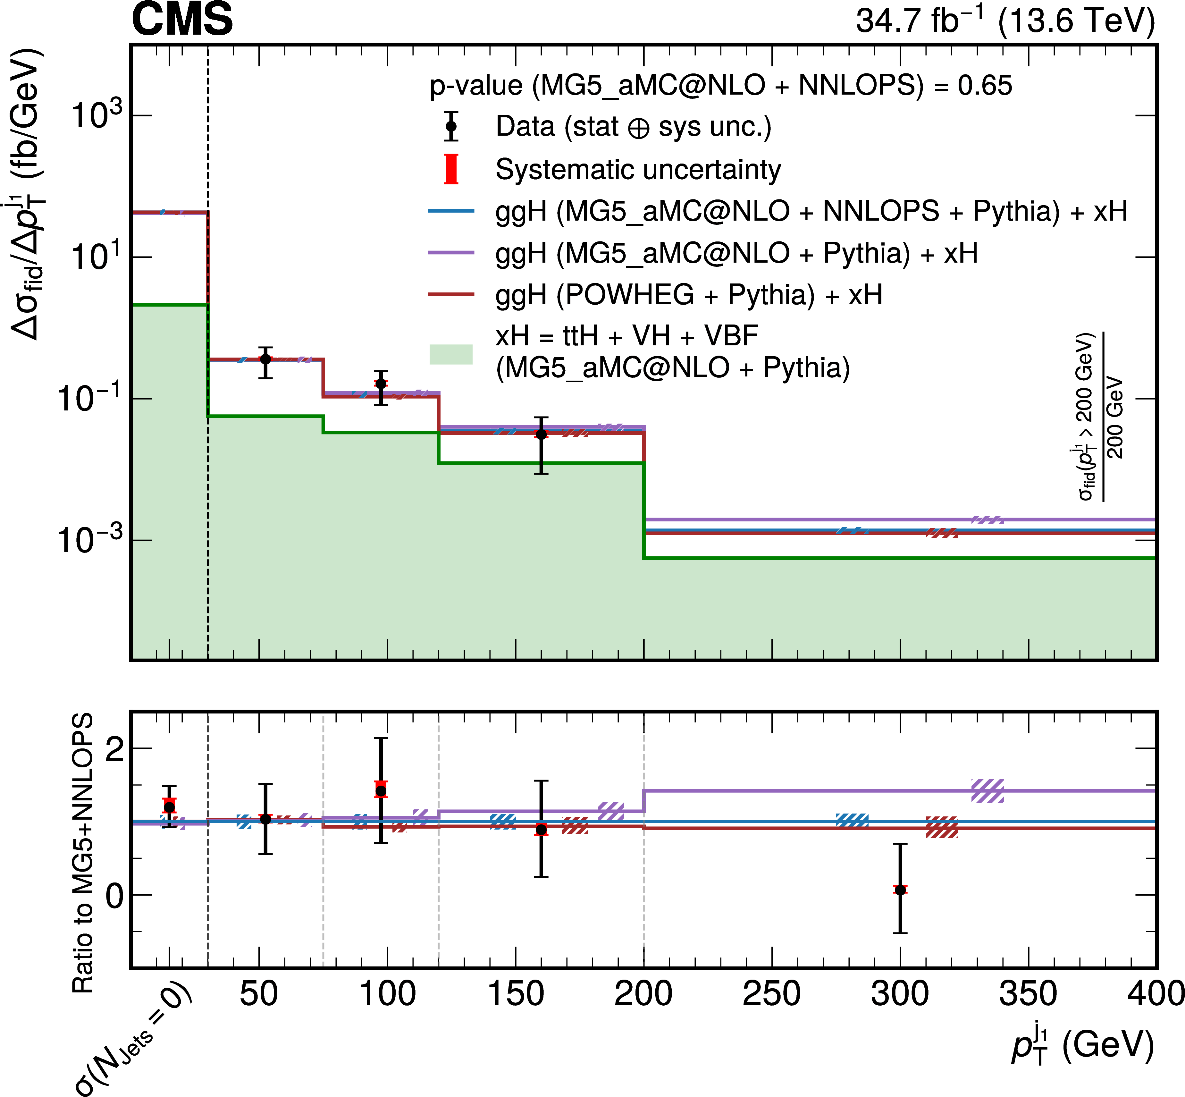 CMS 34.7 fb⁻¹ (13.6 TeV)
Δσfid/Δp_T^j₁ (fb/GeV)
10³
10¹
10⁻¹
10⁻³
p-value (MG5_aMC@NLO + NNLOPS) = 0.65
Data (stat ⊕ sys unc.)
Systematic uncertainty
ggH (MG5_aMC@NLO + NNLOPS + Pythia) + xH
ggH (MG5_aMC@NLO + Pythia) + xH
ggH (POWHEG + Pythia) + xH
xH = ttH + VH + VBF
(MG5_aMC@NLO + Pythia)
σfid(p_T^j₁ > 200 GeV)
200 GeV
Ratio to MG5+NNLOPS
2
0
σ(N_Jets = 0) 50 100 150 200 250 300 350 400
p_T^j₁ (GeV)